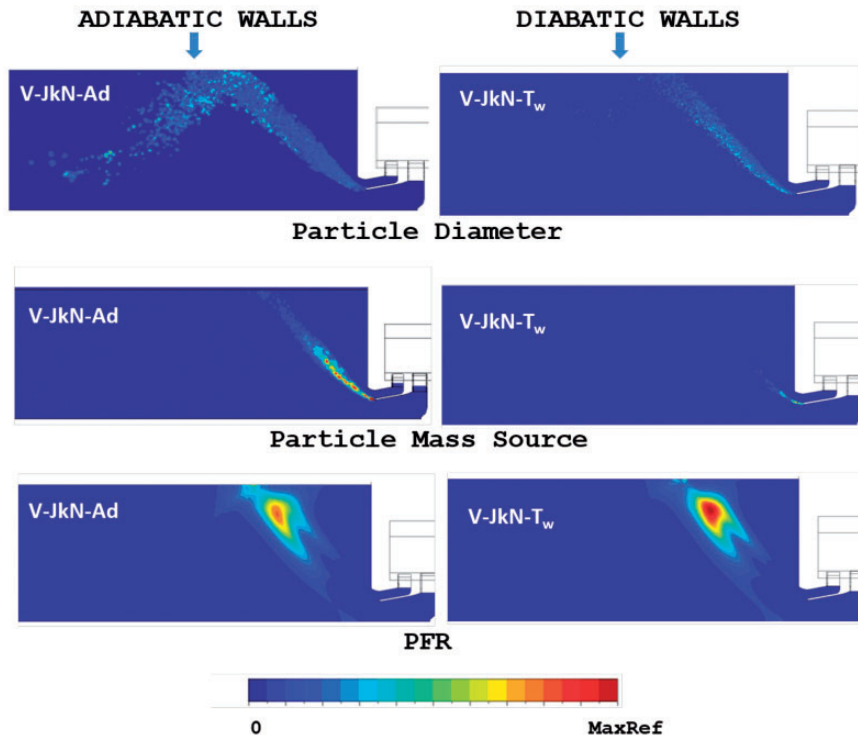 ADIABATIC WALLS DIABATIC WALLS
V-JkN-Ad V-JkN-Tw
Particle Diameter
V-JkN-Ad V-JkN-Tw
Particle Mass Source
V-JkN-Ad V-JkN-Tw
PFR
0 MaxRef